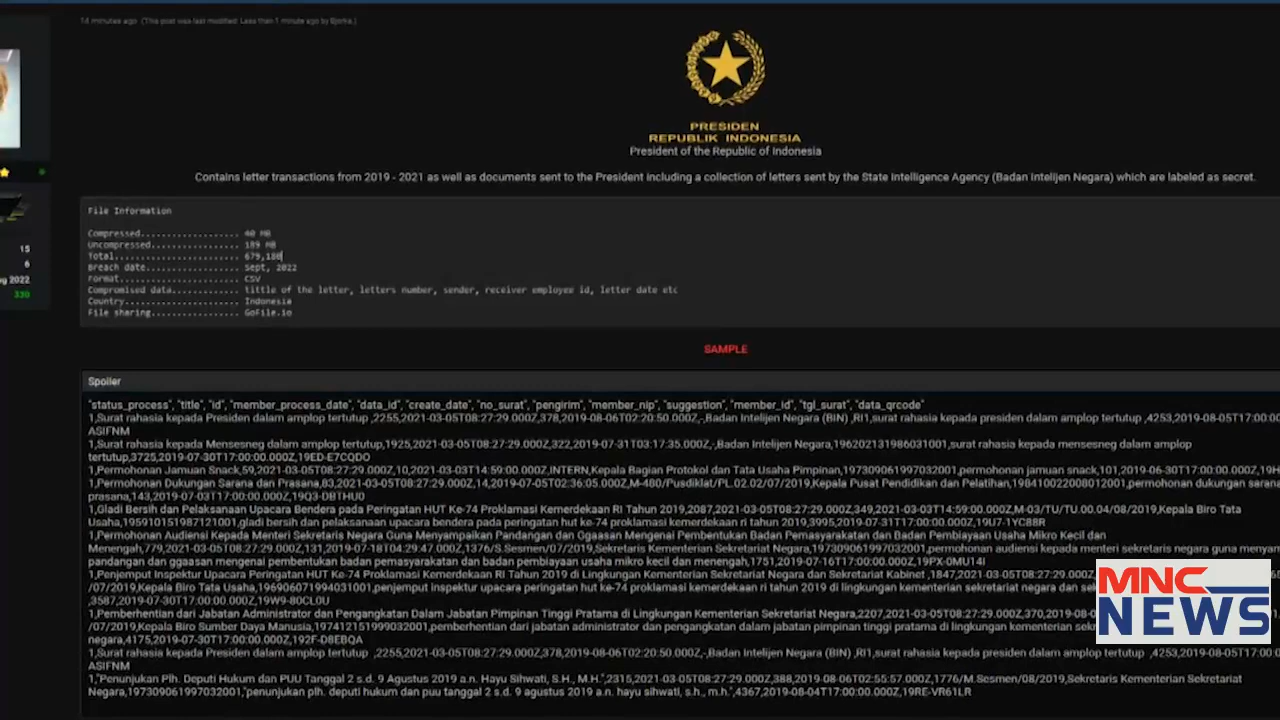 14 minutes ago (This post was last modified: Less than 1 minute ago by Bjorka.)
PRESIDEN
REPUBLIK INDONESIA
President of the Republic of Indonesia
Contains letter transactions from 2019 - 2021 as well as documents sent to the President including a collection of letters sent by the State Intelligence Agency (Badan Intelijen Negara) which are labeled as secret.
File Information
Compressed................... 40 MB
Uncompressed................. 189 MB
Total........................ 679,180
Breach date.................. Sept, 2022
Format....................... CSV
Compromised data............. tittle of the letter, letters number, sender, receiver employee id, letter date etc
Country...................... Indonesia
File sharing................. GoFile.io
15
6
2022
330
SAMPLE
Spoiler
"status_process", "title", "id", "member_process_date", "data_id", "create_date", "no_surat", "pengirim", "member_nip", "suggestion", "member_id", "tgl_surat", "data_qrcode"
1,Surat rahasia kepada Presiden dalam amplop tertutup ,2255,2021-03-05T08:27:29.000Z,378,2019-08-06T02:20:50.000Z,-,Badan Intelijen Negara (BIN) ,RI1,surat rahasia kepada presiden dalam amplop tertutup ,4253,2019-08-05T17:00:00
ASIFNM
1,Surat rahasia kepada Mensesneg dalam amplop tertutup,1925,2021-03-05T08:27:29.000Z,322,2019-07-31T03:17:35.000Z,-,Badan Intelijen Negara,196202131986031001,surat rahasia kepada mensesneg dalam amplop
tertutup,3725,2019-07-30T17:00:00.000Z,19ED-E7CQDO
1,Permohonan Jamuan Snack,59,2021-03-05T08:27:29.000Z,10,2021-03-03T14:59:00.000Z,INTERN,Kepala Bagian Protokol dan Tata Usaha Pimpinan,197309061997032001,permohonan jamuan snack,101,2019-06-30T17:00:00.000Z,19H
1,Permohonan Dukungan Sarana dan Prasana,83,2021-03-05T08:27:29.000Z,14,2019-07-05T02:36:05.000Z,M-480/Pusdiklat/PL.02.02/07/2019,Kepala Pusat Pendidikan dan Pelatihan,198410022008012001,permohonan dukungan sarana
prasana,143,2019-07-03T17:00:00.000Z,19Q3-DBTHU0
1,Gladi Bersih dan Pelaksanaan Upacara Bendera pada Peringatan HUT Ke-74 Proklamasi Kemerdekaan RI Tahun 2019,2087,2021-03-05T08:27:29.000Z,349,2021-03-03T14:59:00.000Z,M-03/TU/TU.00.04/08/2019,Kepala Biro Tata
Usaha,195910151987121001,gladi bersih dan pelaksanaan upacara bendera pada peringatan hut ke-74 proklamasi kemerdekaan ri tahun 2019,3995,2019-07-31T17:00:00.000Z,19U7-1YC8BR
1,Permohonan Audiensi Kepada Menteri Sekretaris Negara Guna Menyampaikan Pandangan dan Ggaasan Mengenai Pembentukan Badan Pemasyarakatan dan Badan Pembiayaan Usaha Mikro Kecil dan
Menengah,779,2021-03-05T08:27:29.000Z,131,2019-07-18T04:29:47.000Z,1376/S.Sesmen/07/2019,Sekretaris Kementerian Sekretariat Negara,197309061997032001,permohonan audiensi kepada menteri sekretaris negara guna menyam
pandangan dan ggaasan mengenai pembentukan badan pemasyarakatan dan badan pembiayaan usaha mikro kecil dan menengah,1751,2019-07-16T17:00:00.000Z,19PX-0MU14I
1,Penjemput Inspektur Upacara Peringatan HUT Ke-74 Proklamasi Kemerdekaan RI Tahun 2019 di Lingkungan Kementerian Sekretariat Negara dan Sekretariat Kabinet ,1847,2021-03-05T08:27:29.000Z
/07/2019,Kepala Biro Tata Usaha,196906071994031001,penjemput inspektur upacara peringatan hut ke-74 proklamasi kemerdekaan ri tahun 2019 di lingkungan kementerian sekretariat negara dan sek
,3587,2019-07-30T17:00:00.000Z,19W9-80CL0U
1,Pemberhentian dari Jabatan Administrator dan Pengangkatan Dalam Jabatan Pimpinan Tinggi Pratama di Lingkungan Kementerian Sekretariat Negara,2207,2021-03-05T08:27:29.000Z,370,2019-08-0
/07/2019,Kepala Biro Sumber Daya Manusia,197412151999032001,pemberhentian dari jabatan administrator dan pengangkatan dalam jabatan pimpinan tinggi pratama di lingkungan kementerian sek
negara,4175,2019-07-30T17:00:00.000Z,192F-D8EBQA
1,Surat rahasia kepada Presiden dalam amplop tertutup ,2255,2021-03-05T08:27:29.000Z,378,2019-08-06T02:20:50.000Z,-,Badan Intelijen Negara (BIN) ,RI1,surat rahasia kepada presiden dalam amplop tertutup ,4253,2019-08-05T17:00:0
ASIFNM
1,"Penunjukan Plh. Deputi Hukum dan PUU Tanggal 2 s.d. 9 Agustus 2019 a.n. Hayu Sihwati, S.H., M.H.",2315,2021-03-05T08:27:29.000Z,388,2019-08-06T02:55:57.000Z,1776/M.Sesmen/08/2019,Sekretaris Kementerian Sekretariat
Negara,197309061997032001,"penunjukan plh. deputi hukum dan puu tanggal 2 s.d. 9 agustus 2019 a.n. hayu sihwati, s.h., m.h.",4367,2019-08-04T17:00:00.000Z,19RE-VR61LR
MNC
NEWS